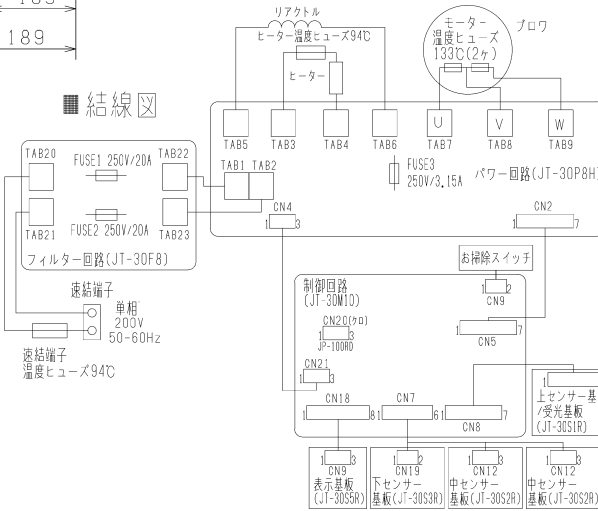 189
リアクトル
ヒーター温度ヒューズ94℃
ヒーター
モーター
温度ヒューズ
133℃(2ヶ)
ブロワ
■結線図
TAB5
TAB3
TAB4
TAB6
U
TAB7
V
TAB8
W
TAB9
TAB20
FUSE1 250V/20A
TAB22
TAB21
FUSE2 250V/20A
TAB23
フィルター回路(JT-30F8)
TAB1
TAB2
FUSE3
250V/3.15A
パワー回路(JT-30P8H)
CN4
1 3
CN2
1 7
速結端子
単相
200V
50-60Hz
速結端子
温度ヒューズ94℃
お掃除スイッチ
制御回路
(JT-30M1D)
1 2
CN9
CN20(クロ)
1 3
JP-100RD
1 7
CN5
CN21
1 3
CN18
1 8
CN7
1 6
1 7
CN8
1
上センサー基
/受光基板
(JT-30S1R)
1 3
CN9
表示基板
(JT-30S5R)
1 2
CN19
下センサー
基板(JT-30S3R)
1 3
CN12
中センサー
基板(JT-30S2R)
1 3
CN12
中センサー
基板(JT-30S2R)